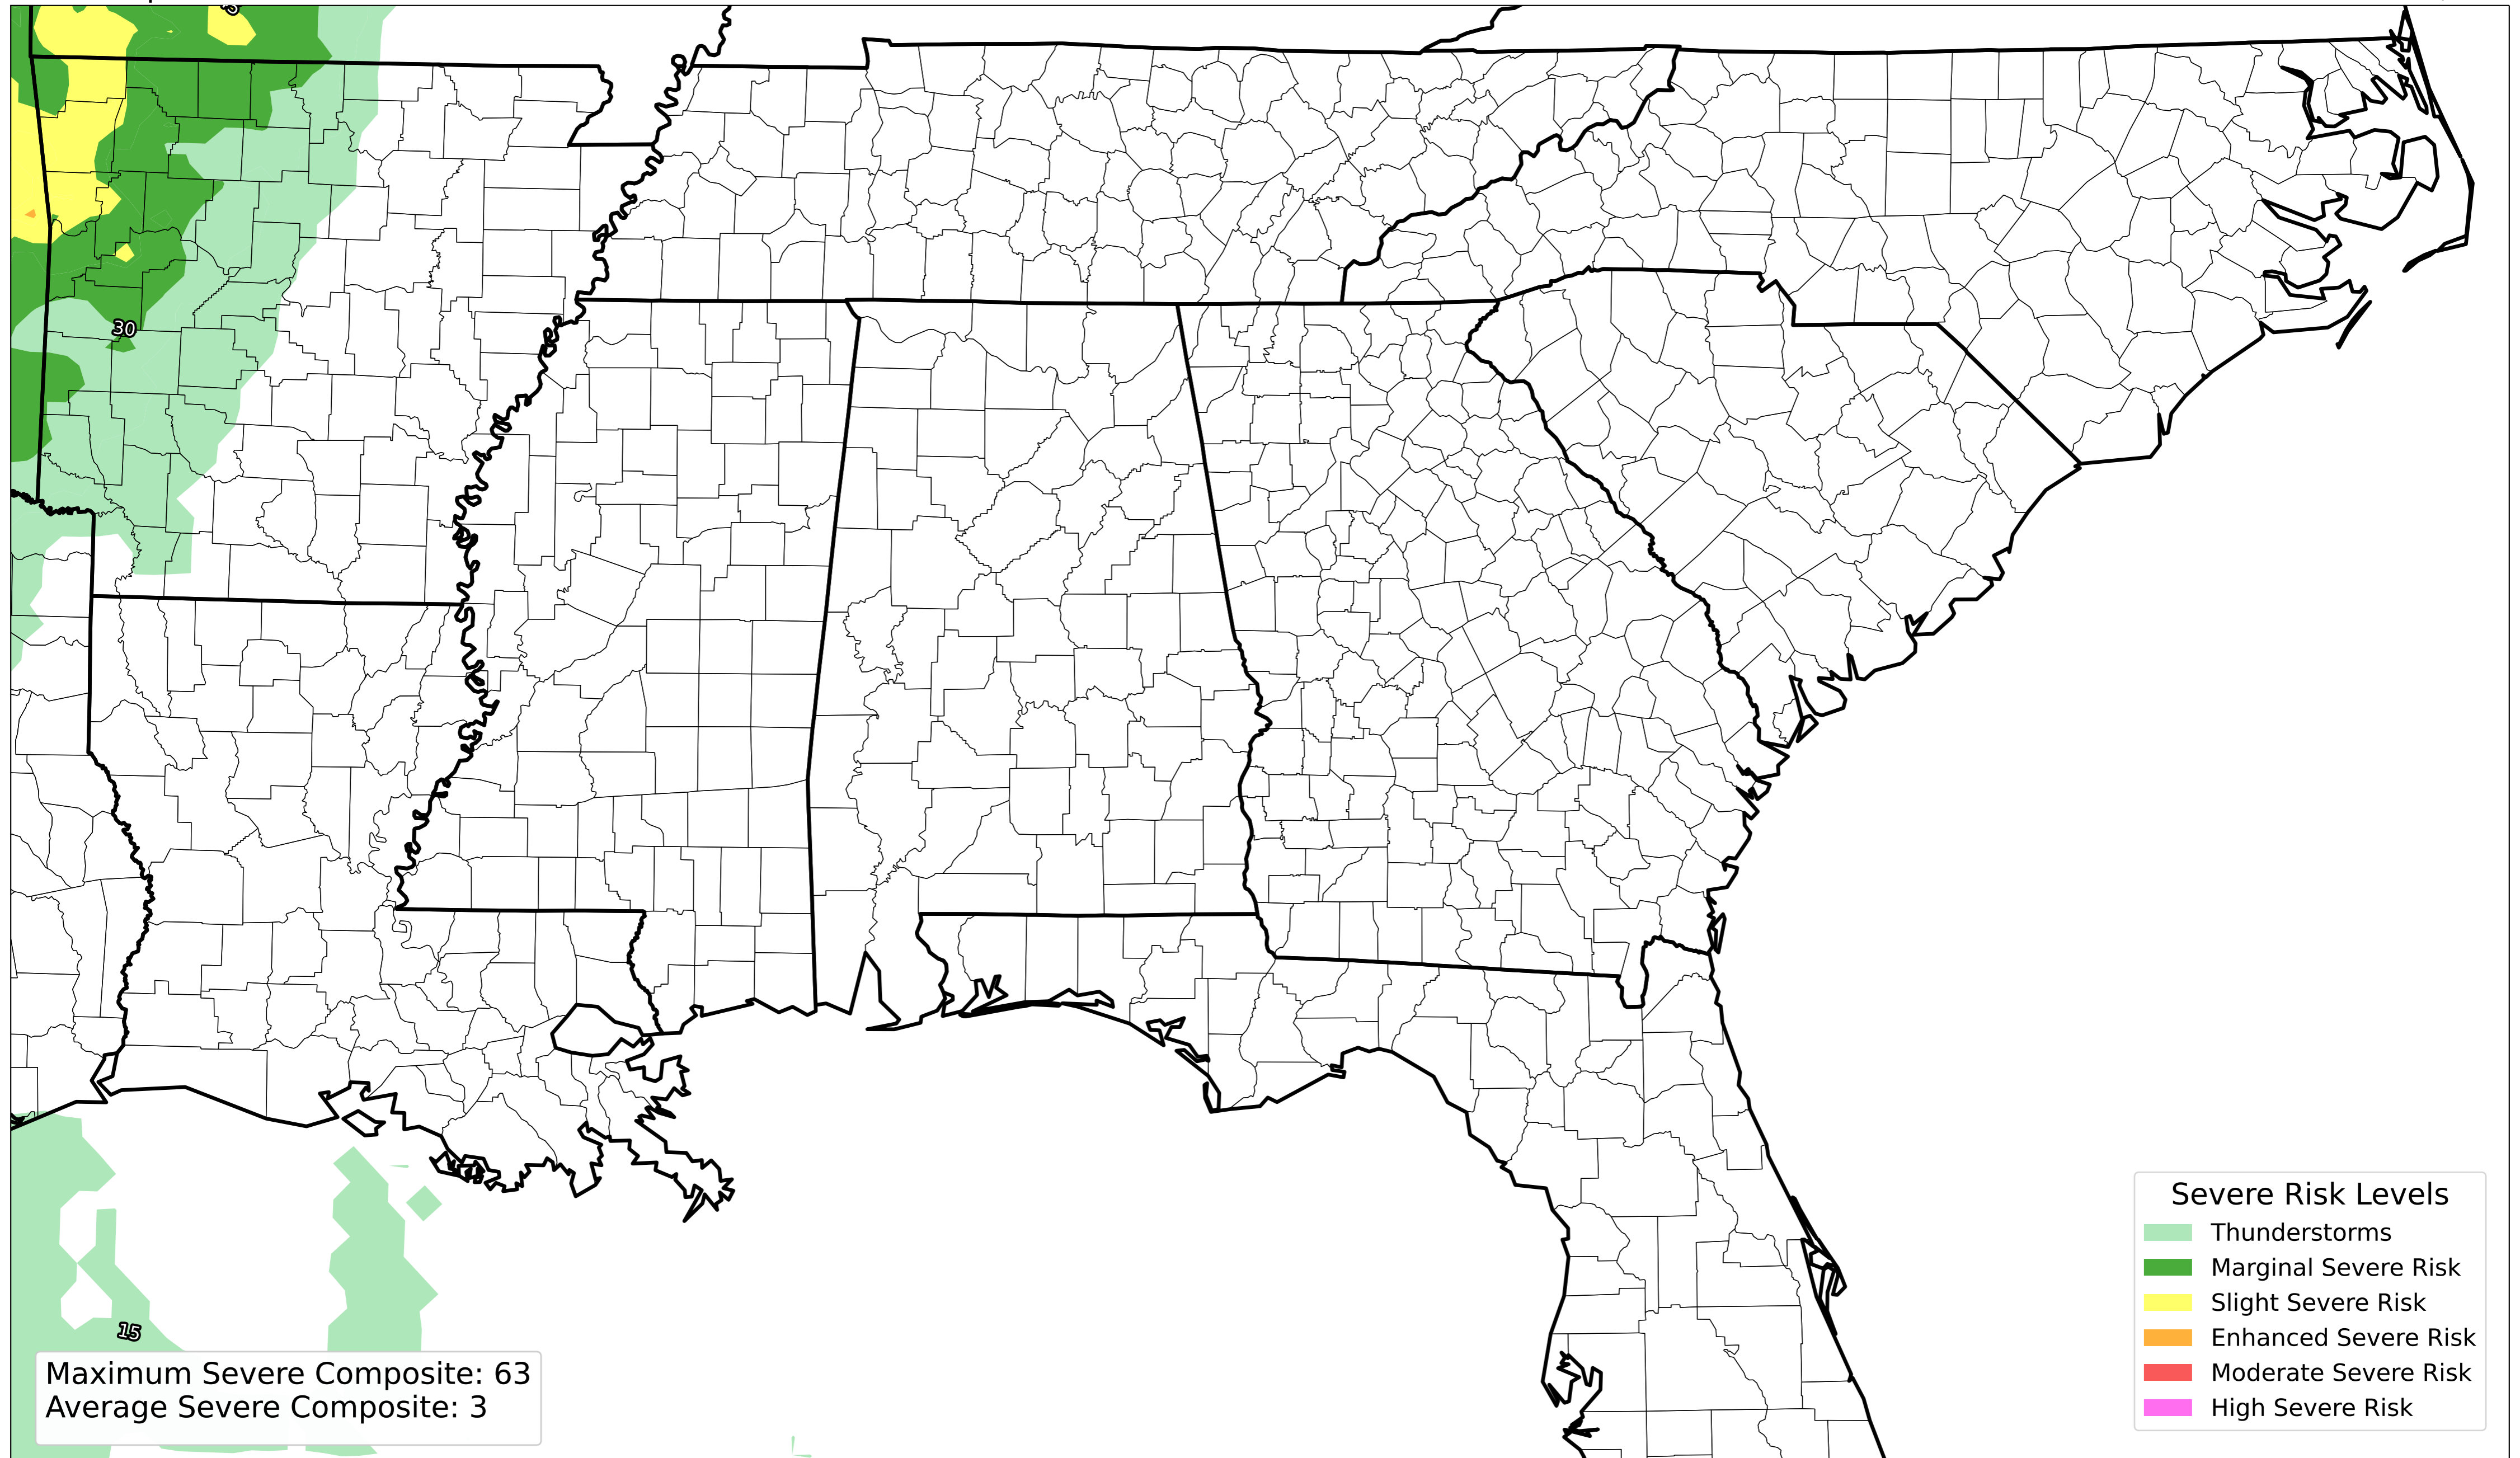 30
15
Maximum Severe Composite: 63
Average Severe Composite: 3
Severe Risk Levels
Thunderstorms
Marginal Severe Risk
Slight Severe Risk
Enhanced Severe Risk
Moderate Severe Risk
High Severe Risk